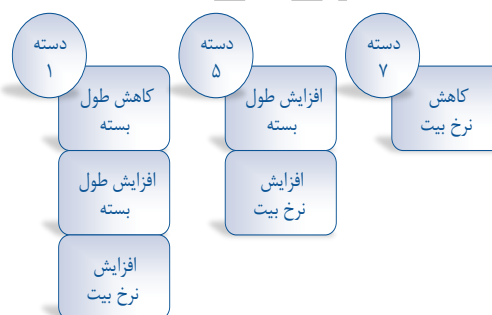 دسته
۱
کاهش طول
بسته
افزایش طول
بسته
افزایش
نرخ بیت
دسته
۵
افزایش طول
بسته
افزایش
نرخ بیت
دسته
۷
کاهش
نرخ بیت